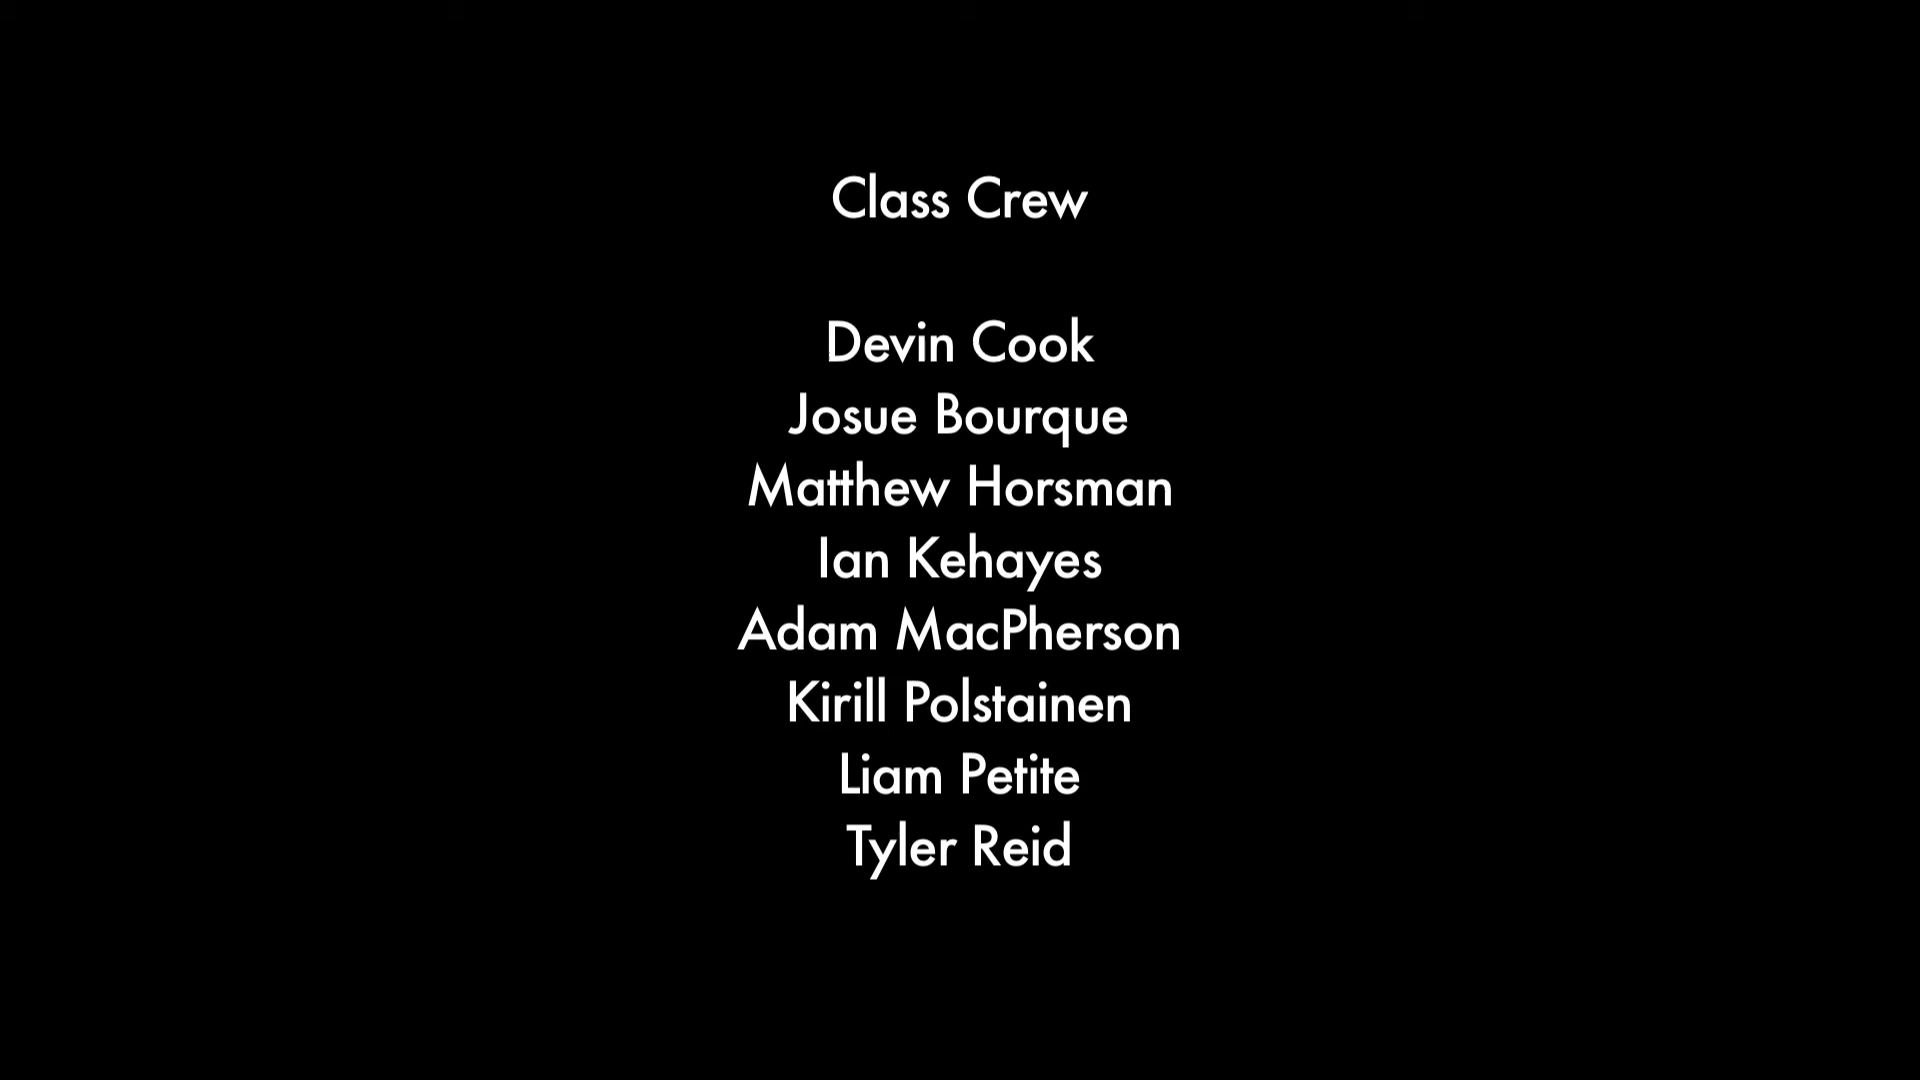 Class Crew
Devin Cook
Josue Bourque
Matthew Horsman
Ian Kehayes
Adam MacPherson
Kirill Polstainen
Liam Petite
Tyler Reid